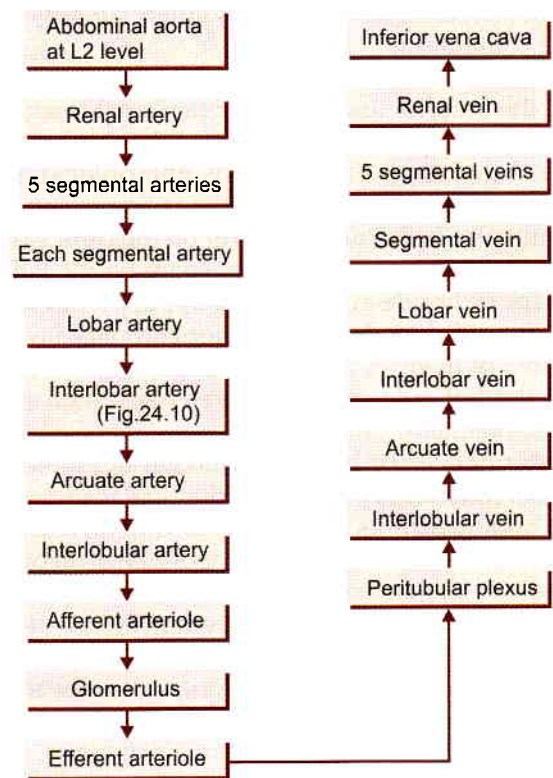 Abdominal aorta
at L2 level
Renal artery
5 segmental arteries
Each segmental artery
Lobar artery
Interlobar artery
(Fig.24.10)
Arcuate artery
Interlobular artery
Afferent arteriole
Glomerulus
Efferent arteriole
Inferior vena cava
Renal vein
5 segmental veins
Segmental vein
Lobar vein
Interlobar vein
Arcuate vein
Interlobular vein
Peritubular plexus